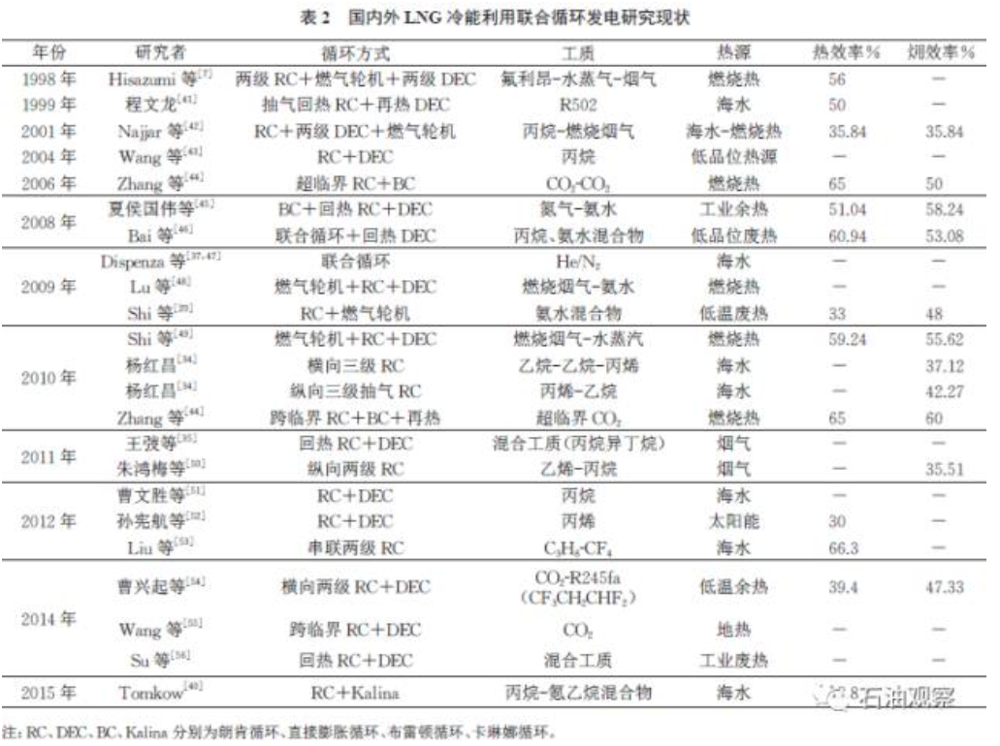 表 2 国内外 LNG 冷能利用联合循环发电研究现状
年份 研究者 循环方式 工质 热源 热效率% 㶲效率%
1998 年 Hisazumi 等[7] 两级 RC+燃气轮机+两级 DEC 氟利昂-水蒸气-烟气 燃烧热 56 —
1999 年 程文龙[41] 抽气回热 RC+再热 DEC R502 海水 50 —
2001 年 Najjar 等[42] RC+两级 DEC+燃气轮机 丙烷-燃烧烟气 海水-燃烧热 35.84 35.84
2004 年 Wang 等[43] RC+DEC 丙烷 低品位热源 — —
2006 年 Zhang 等[44] 超临界 RC+BC CO₂-CO₂ 燃烧热 65 50
2008 年 夏侯国伟等[45] BC+回热 RC+DEC 氮气-氨水 工业余热 51.04 58.24
Bai 等[46] 联合循环+回热 DEC 丙烷、氨水混合物 低品位废热 60.94 53.08
2009 年 Dispenza 等[37,47] 联合循环 He/N₂ 海水 — —
Lu 等[48] 燃气轮机+RC+DEC 燃烧烟气-氨水 燃烧热 — —
Shi 等[39] RC+燃气轮机 氨水混合物 低温废热 33 48
2010 年 Shi 等[49] 燃气轮机+RC+DEC 燃烧烟气-水蒸汽 燃烧热 59.24 55.62
杨红昌[34] 横向三级 RC 乙烷-乙烷-丙烯 海水 — 37.12
杨红昌[34] 纵向三级抽气 RC 丙烯-乙烷 海水 — 42.27
Zhang 等[44] 跨临界 RC+BC+再热 超临界 CO₂ 燃烧热 65 60
2011 年 王弢等[35] 回热 RC+DEC 混合工质(丙烷异丁烷) 烟气 — —
朱鸿梅等[50] 纵向两级 RC 乙烯-丙烷 烟气 — 35.51
2012 年 曹文胜等[51] RC+DEC 丙烷 海水 — —
孙宪航等[52] RC+DEC 丙烯 太阳能 30 —
Liu 等[53] 串联两级 RC C₃H₈-CF₄ 海水 66.3 —
2014 年 曹兴起等[54] 横向两级 RC+DEC CO₂-R245fa (CF₃CH₂CHF₂) 低温余热 39.4 47.33
Wang 等[55] 跨临界 RC+DEC CO₂ 地热 — —
Su 等[56] 回热 RC+DEC 混合工质 工业废热 — —
2015 年 Tomkow[40] RC+Kalina 丙烷-氪乙烷混合物 海水
石油观察
注: RC、DEC、BC、Kalina 分别为朗肯循环、直接膨胀循环、布雷顿循环、卡琳娜循环。